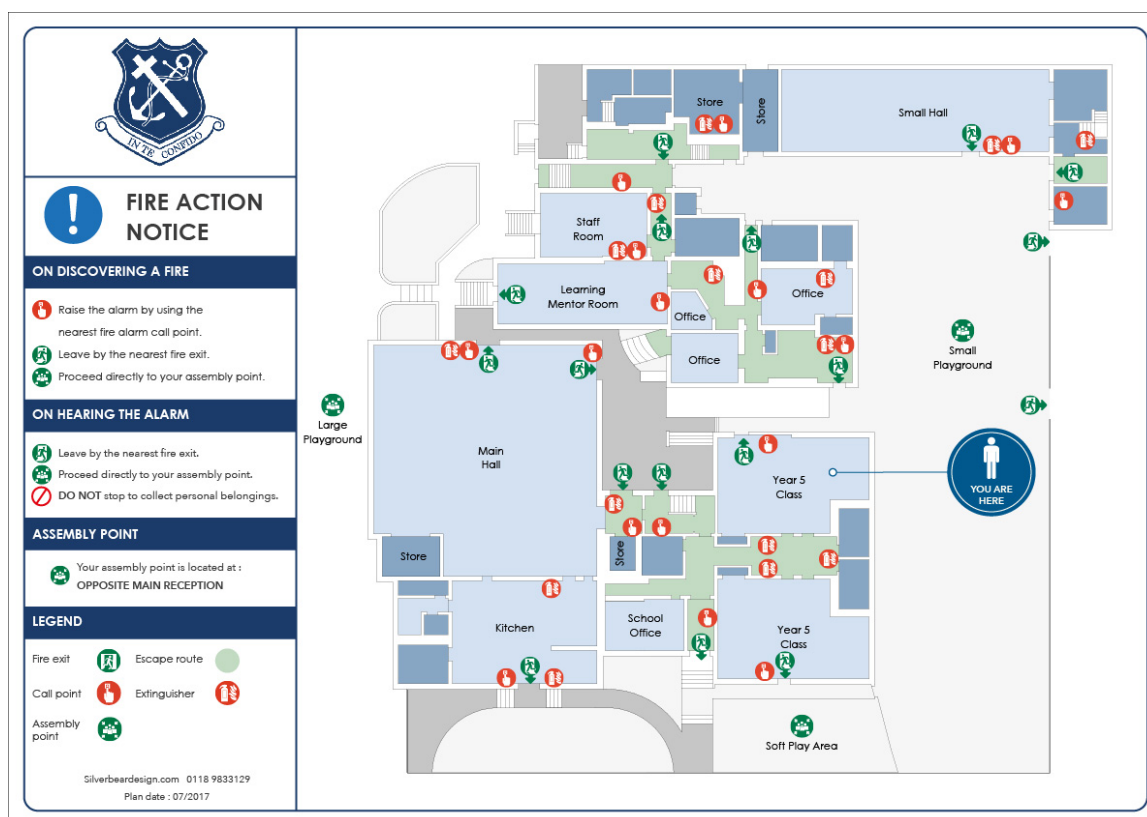 IN TE CONFIDO
FIRE ACTION
NOTICE
ON DISCOVERING A FIRE
Raise the alarm by using the
nearest fire alarm call point.
Leave by the nearest fire exit.
Proceed directly to your assembly point.
ON HEARING THE ALARM
Leave by the nearest fire exit.
Proceed directly to your assembly point.
DO NOT stop to collect personal belongings.
ASSEMBLY POINT
Your assembly point is located at :
OPPOSITE MAIN RECEPTION
LEGEND
Fire exit
Escape route
Call point
Extinguisher
Assembly
point
Silverbeardesign.com 0118 9833129
Plan date : 07/2017
Store
Store
Small Hall
Staff
Room
Learning
Mentor Room
Office
Office
Office
Small
Playground
Large
Playground
Main
Hall
Year 5
Class
YOU ARE
HERE
Store
Store
Kitchen
School
Office
Year 5
Class
Soft Play Area